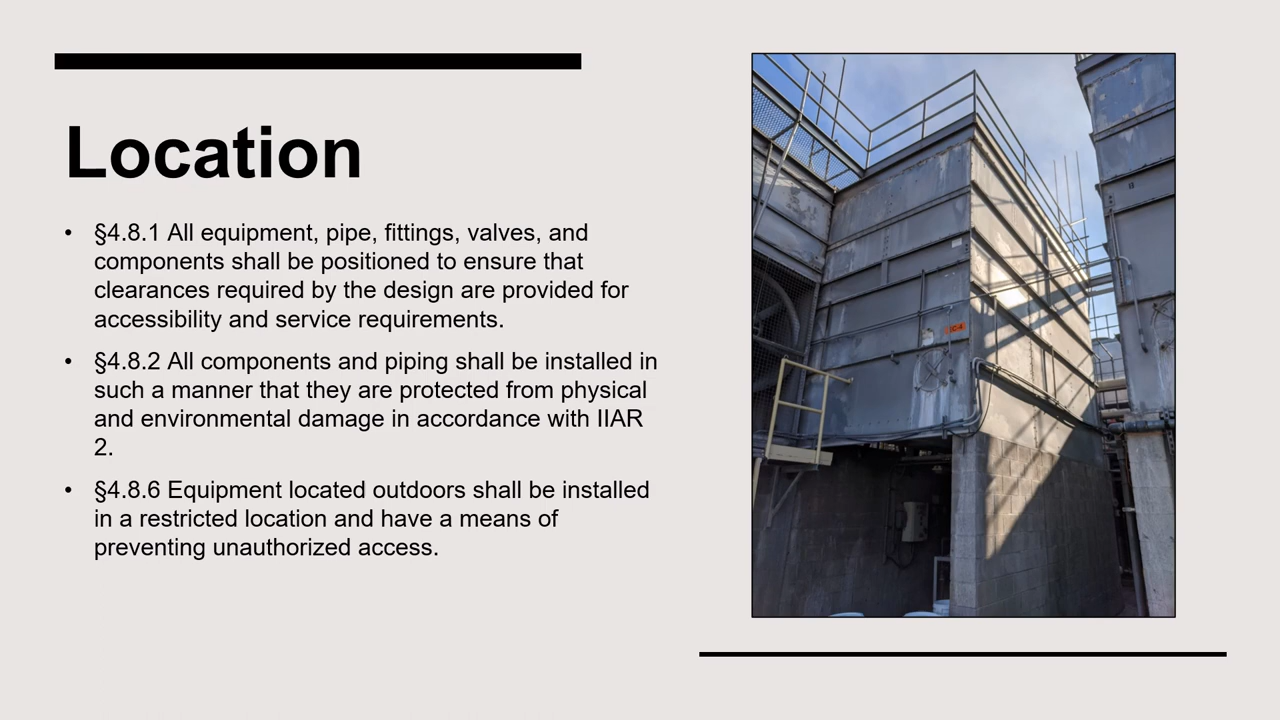 Location
• §4.8.1 All equipment, pipe, fittings, valves, and
components shall be positioned to ensure that
clearances required by the design are provided for
accessibility and service requirements.
• §4.8.2 All components and piping shall be installed in
such a manner that they are protected from physical
and environmental damage in accordance with IIAR
2.
• §4.8.6 Equipment located outdoors shall be installed
in a restricted location and have a means of
preventing unauthorized access.